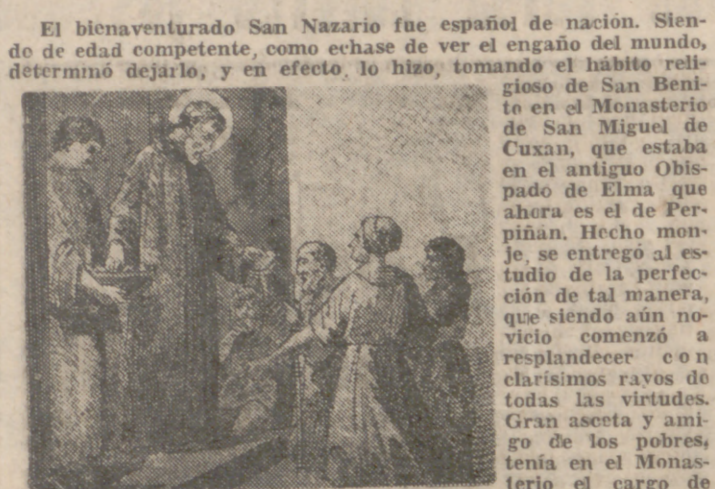 El bienaventurado San Nazario fue español de nación. Sien-
do de edad competente, como echase de ver el engaño del mundo,
determinó dejarlo, y en efecto, lo hizo, tomando el hábito reli-
gioso de San Beni-
to en el Monasterio
de San Miguel de
Cuxan, que estaba
en el antiguo Obis-
pado de Elma que
ahora es el de Per-
piñán. Hecho mon-
je, se entregó al es-
tudio de la perfec-
ción de tal manera,
que siendo aún no-
vicio comenzó a
resplandecer con
clarísimos rayos de
todas las virtudes.
Gran asceta y ami-
go de los pobres,
tenía en el Monas-
terio el cargo de